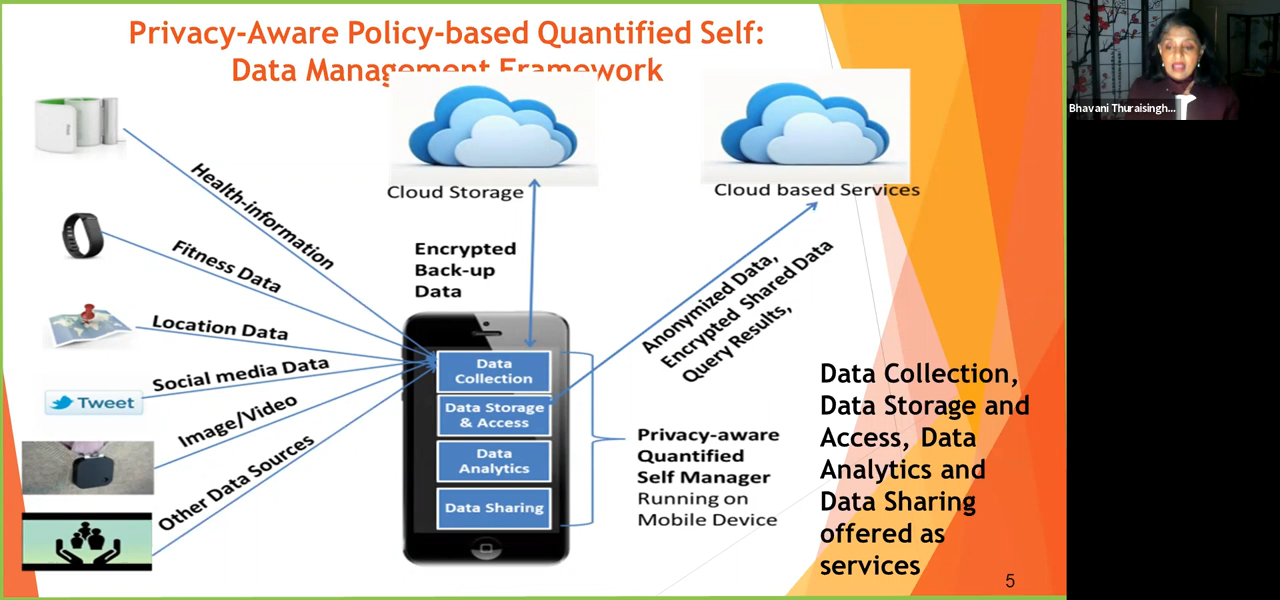 Privacy-Aware Policy-based Quantified Self:
Data Management Framework
Bhavani Thuraisingh...
Health-information
Fitness Data
Location Data
Social media Data
Tweet
Image/Video
Other Data Sources
Cloud Storage
Cloud based Services
Encrypted
Back-up
Data
Anonymized Data,
Encrypted Shared Data
Query Results,
Data
Collection
Data Storage
& Access
Data
Analytics
Data Sharing
Privacy-aware
Quantified
Self Manager
Running on
Mobile Device
Data Collection,
Data Storage and
Access, Data
Analytics and
Data Sharing
offered as
services
5